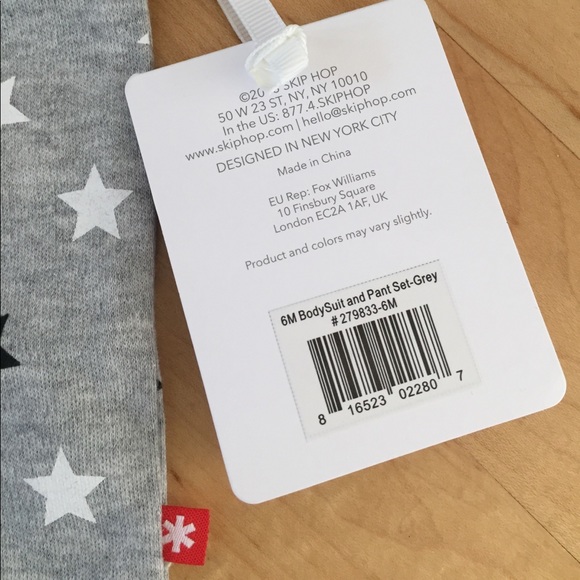 SKIP HOP
50 W 23 ST, NY, NY 10010
In the US: 877.4.SKIPHOP
www.skiphop.com | hello@skiphop.com
DESIGNED IN NEW YORK CITY
Made in China
EU Rep: Fox Williams
10 Finsbury Square
London EC2A 1AF, UK
Product and colors may vary slightly.
6M BodySuit and Pant Set-Grey
# 279833-6M
8 16523 02280 7